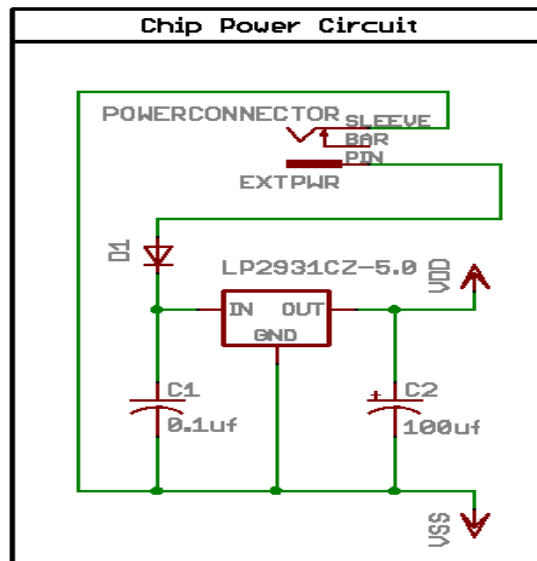 Chip Power Circuit
POWERCONNECTOR
SLEEVE
BAR
PIN
EXTPWR
D1
LP2931CZ-5.0
VDD
IN OUT
GND
C1
0.1uf
+
C2
100uf
VSS